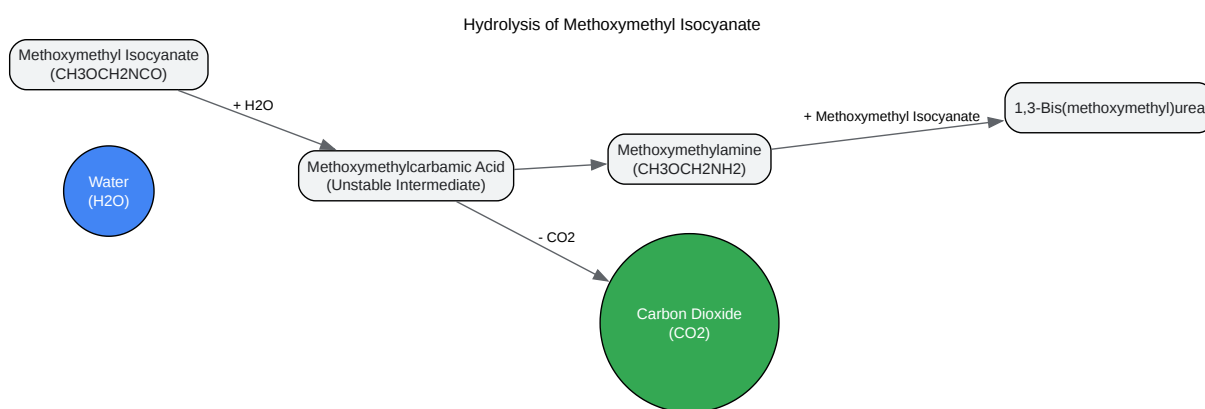 Hydrolysis of Methoxymethyl Isocyanate
Methoxymethyl Isocyanate
(CH3OCH2NCO)
+ H2O
Water
(H2O)
Methoxymethylcarbamic Acid
(Unstable Intermediate)
- CO2
Methoxymethylamine
(CH3OCH2NH2)
+ Methoxymethyl Isocyanate
1,3-Bis(methoxymethyl)urea
Carbon Dioxide
(CO2)